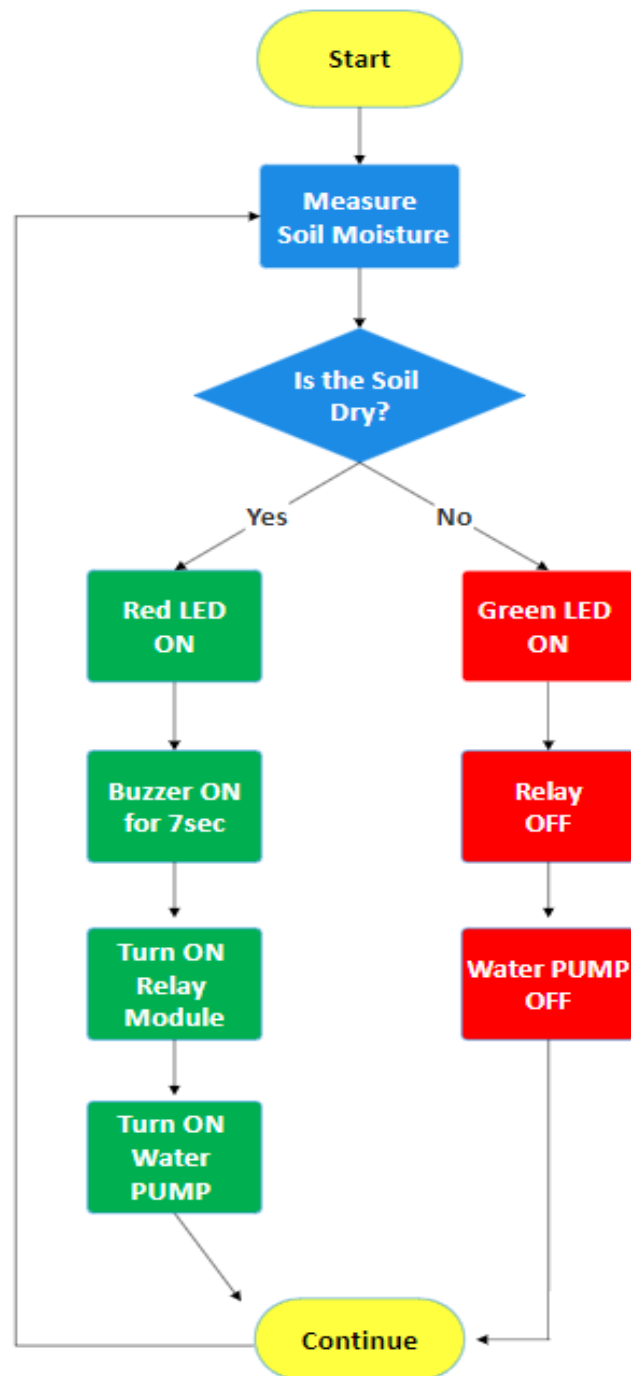 Start
Measure
Soil Moisture
Is the Soil
Dry?
Yes
No
Red LED
ON
Green LED
ON
Buzzer ON
for 7sec
Relay
OFF
Turn ON
Relay
Module
Water PUMP
OFF
Turn ON
Water
PUMP
Continue